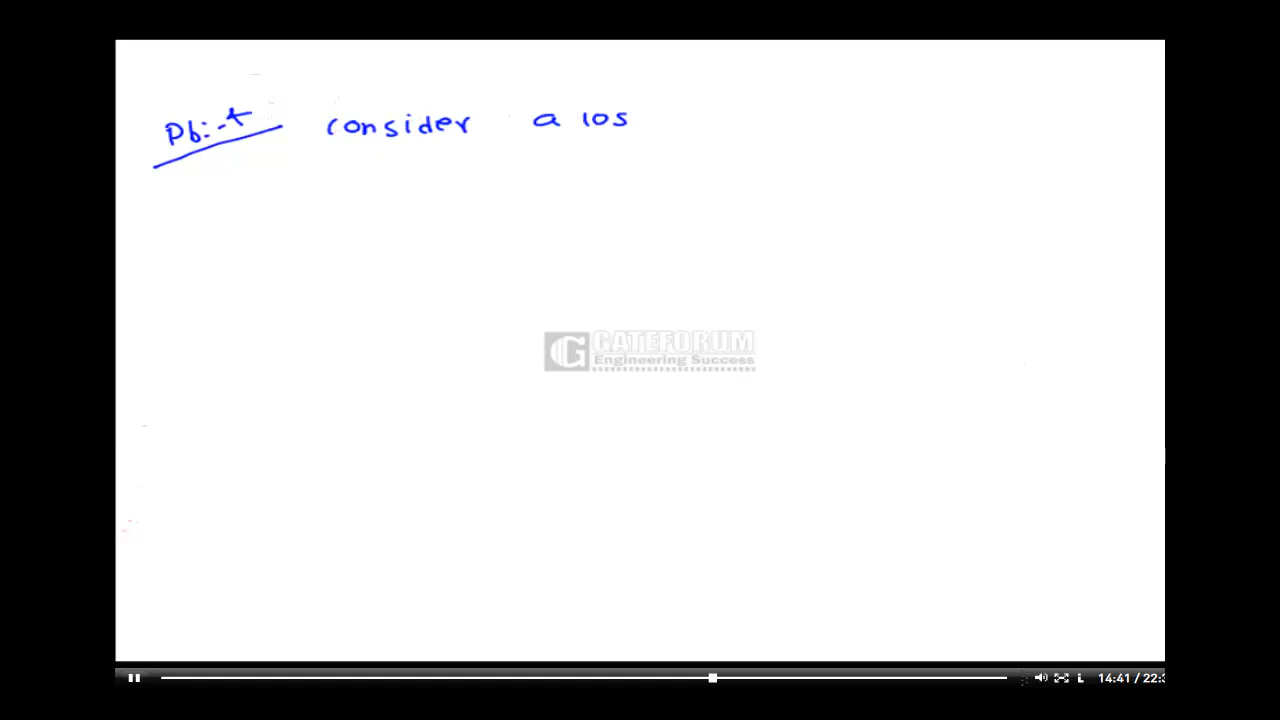 Pb:-4 consider a los
GATEFORUM
Engineering Success
14:41 / 22:3